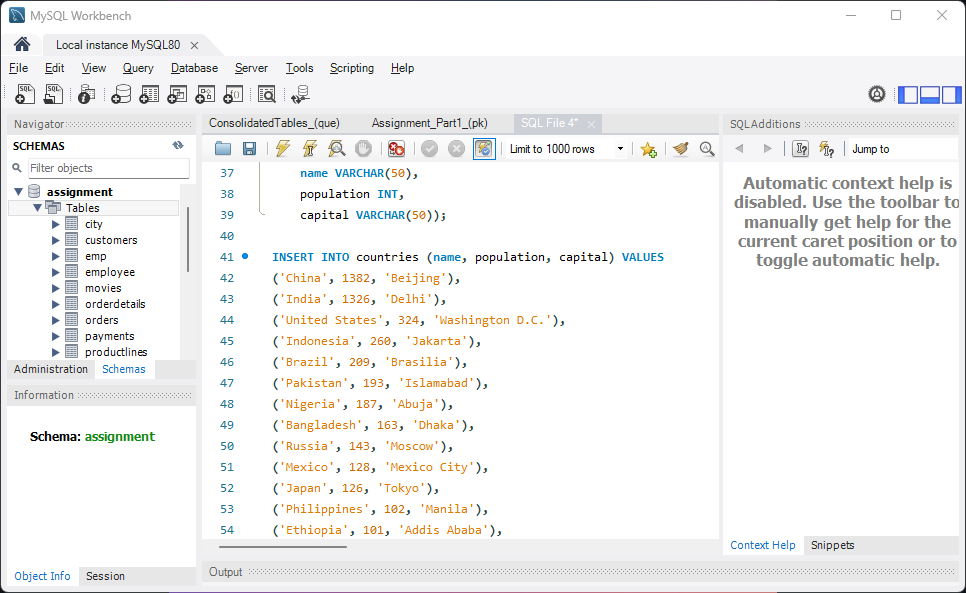 MySQL Workbench
Local instance MySQL80
File Edit View Query Database Server Tools Scripting Help
Navigator
SCHEMAS
Filter objects
assignment
Tables
city
customers
emp
employee
movies
orderdetails
orders
payments
productlines
Administration Schemas
Information
Schema: assignment
Object Info Session
ConsolidatedTables_(que) Assignment_Part1_(pk) SQL File 4*
Limit to 1000 rows
37 name VARCHAR(50),
38 population INT,
39 capital VARCHAR(50));
40
41 INSERT INTO countries (name, population, capital) VALUES
42 ('China', 1382, 'Beijing'),
43 ('India', 1326, 'Delhi'),
44 ('United States', 324, 'Washington D.C.'),
45 ('Indonesia', 260, 'Jakarta'),
46 ('Brazil', 209, 'Brasilia'),
47 ('Pakistan', 193, 'Islamabad'),
48 ('Nigeria', 187, 'Abuja'),
49 ('Bangladesh', 163, 'Dhaka'),
50 ('Russia', 143, 'Moscow'),
51 ('Mexico', 128, 'Mexico City'),
52 ('Japan', 126, 'Tokyo'),
53 ('Philippines', 102, 'Manila'),
54 ('Ethiopia', 101, 'Addis Ababa'),
Output
SQLAdditions
Jump to
Automatic context help is
disabled. Use the toolbar to
manually get help for the
current caret position or to
toggle automatic help.
Context Help Snippets